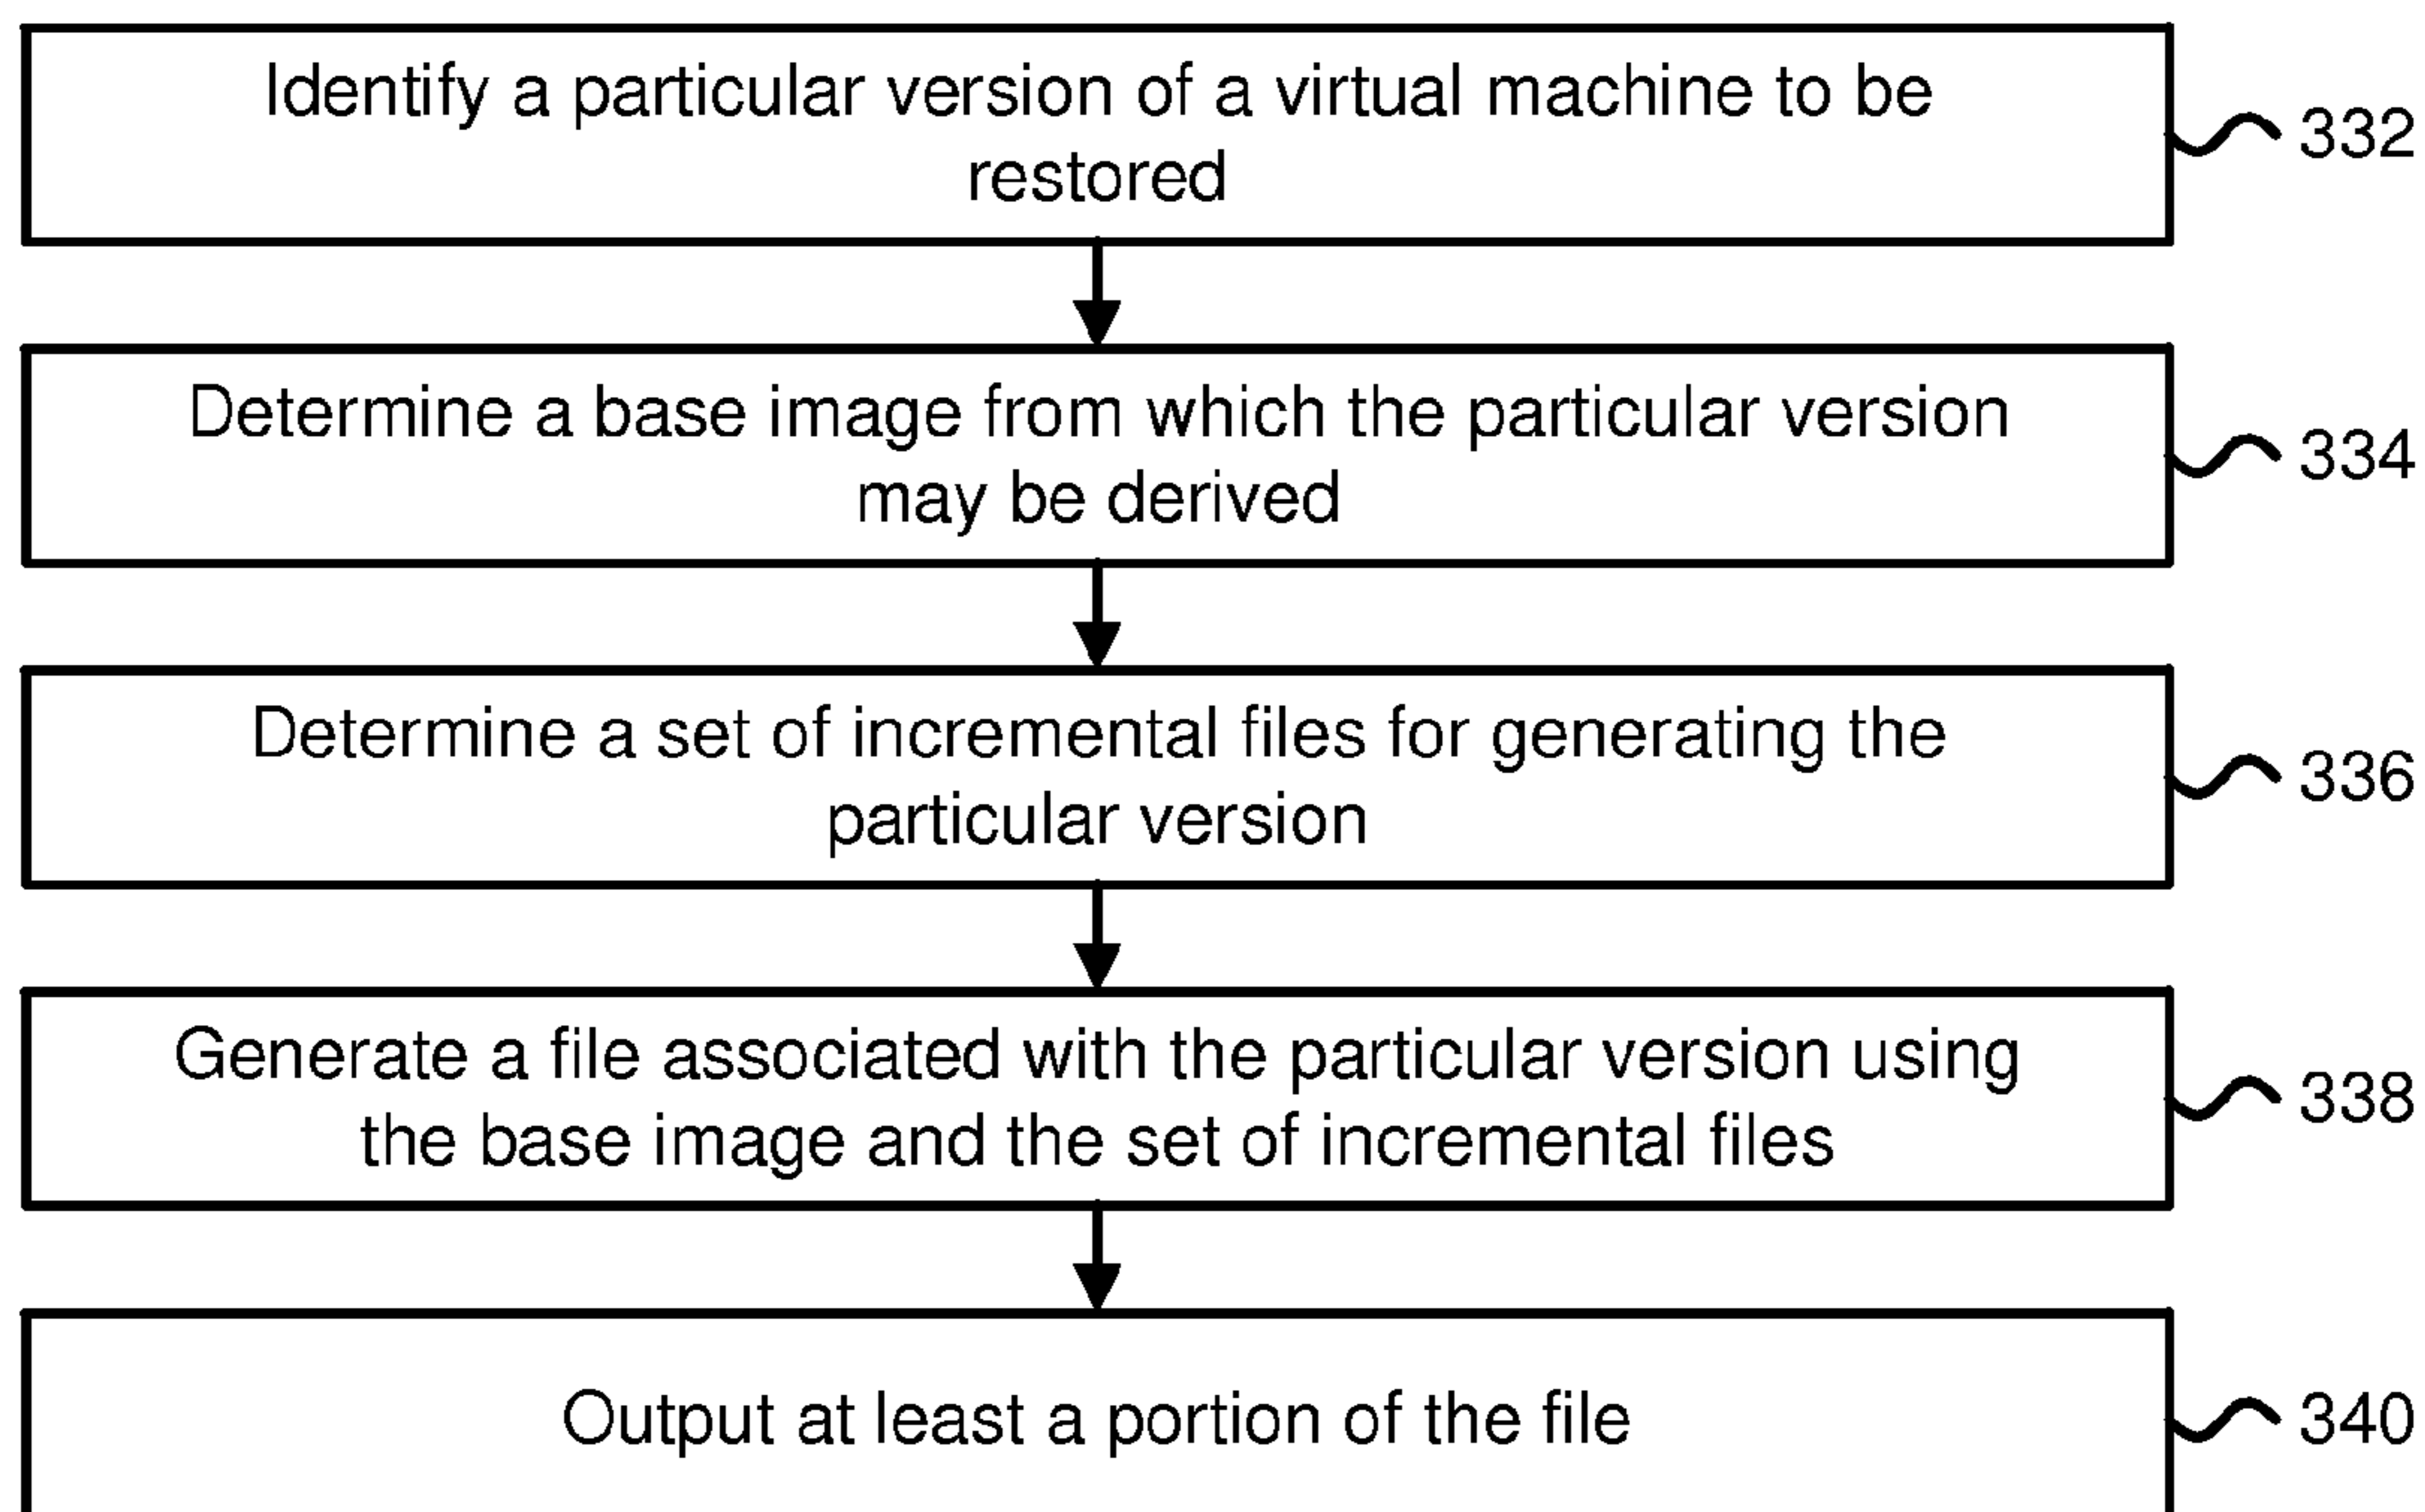 Identify a particular version of a virtual machine to be
restored
332
Determine a base image from which the particular version
may be derived
334
Determine a set of incremental files for generating the
particular version
336
Generate a file associated with the particular version using
the base image and the set of incremental files
338
Output at least a portion of the file
340